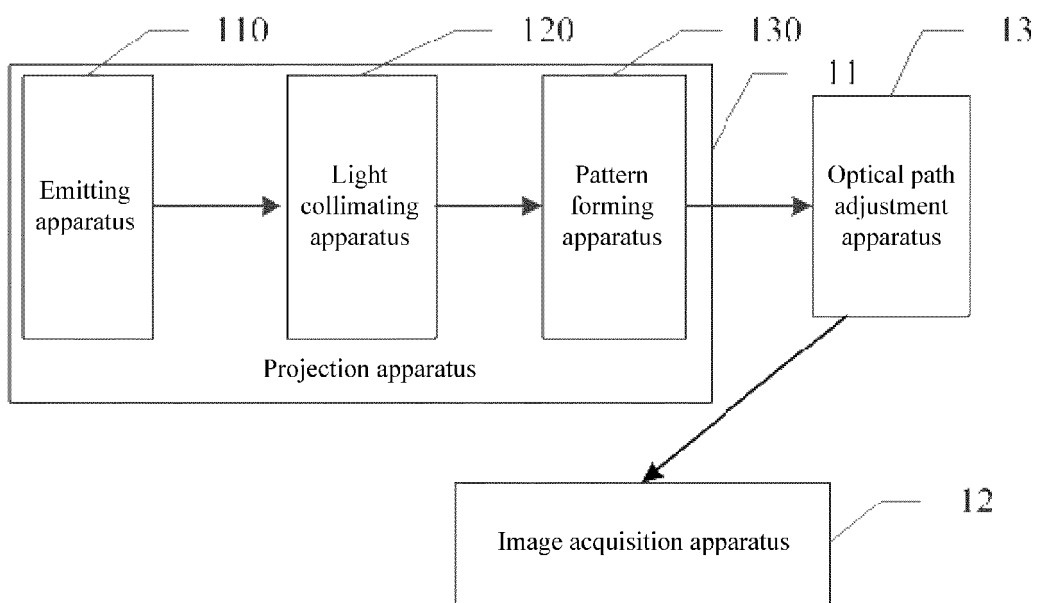 110
120
130
13
11
Emitting
apparatus
Light
collimating
apparatus
Pattern
forming
apparatus
Optical path
adjustment
apparatus
Projection apparatus
12
Image acquisition apparatus